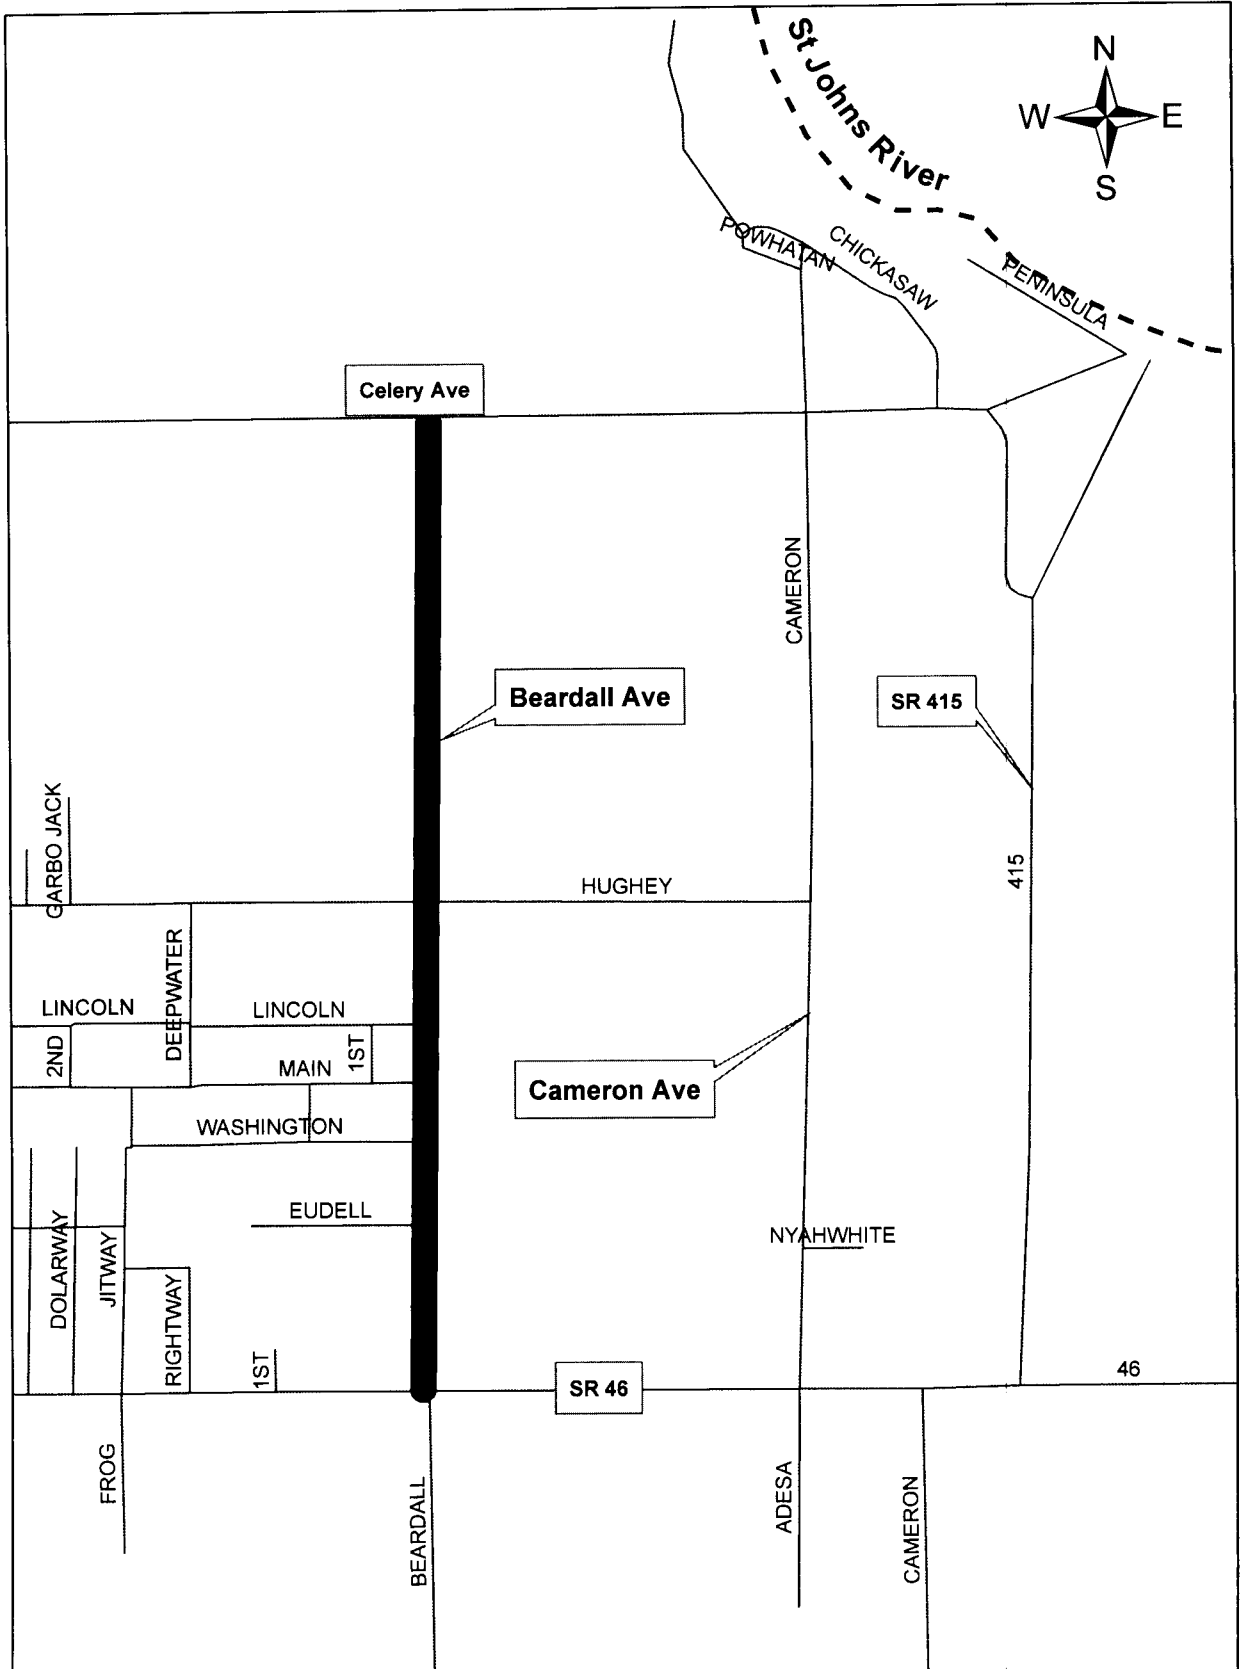 N
W E
S
St Johns River
POWHATAN
CHICKASAW
PENINSULA
Celery Ave
CAMERON
Beardall Ave
SR 415
GARBO JACK
HUGHEY
415
DEEPWATER
LINCOLN
LINCOLN
2ND
MAIN
1ST
Cameron Ave
WASHINGTON
EUDELL
NYAHWHITE
DOLARWAY
JITWAY
RIGHTWAY
1ST
SR 46
46
FROG
BEARDALL
ADESA
CAMERON